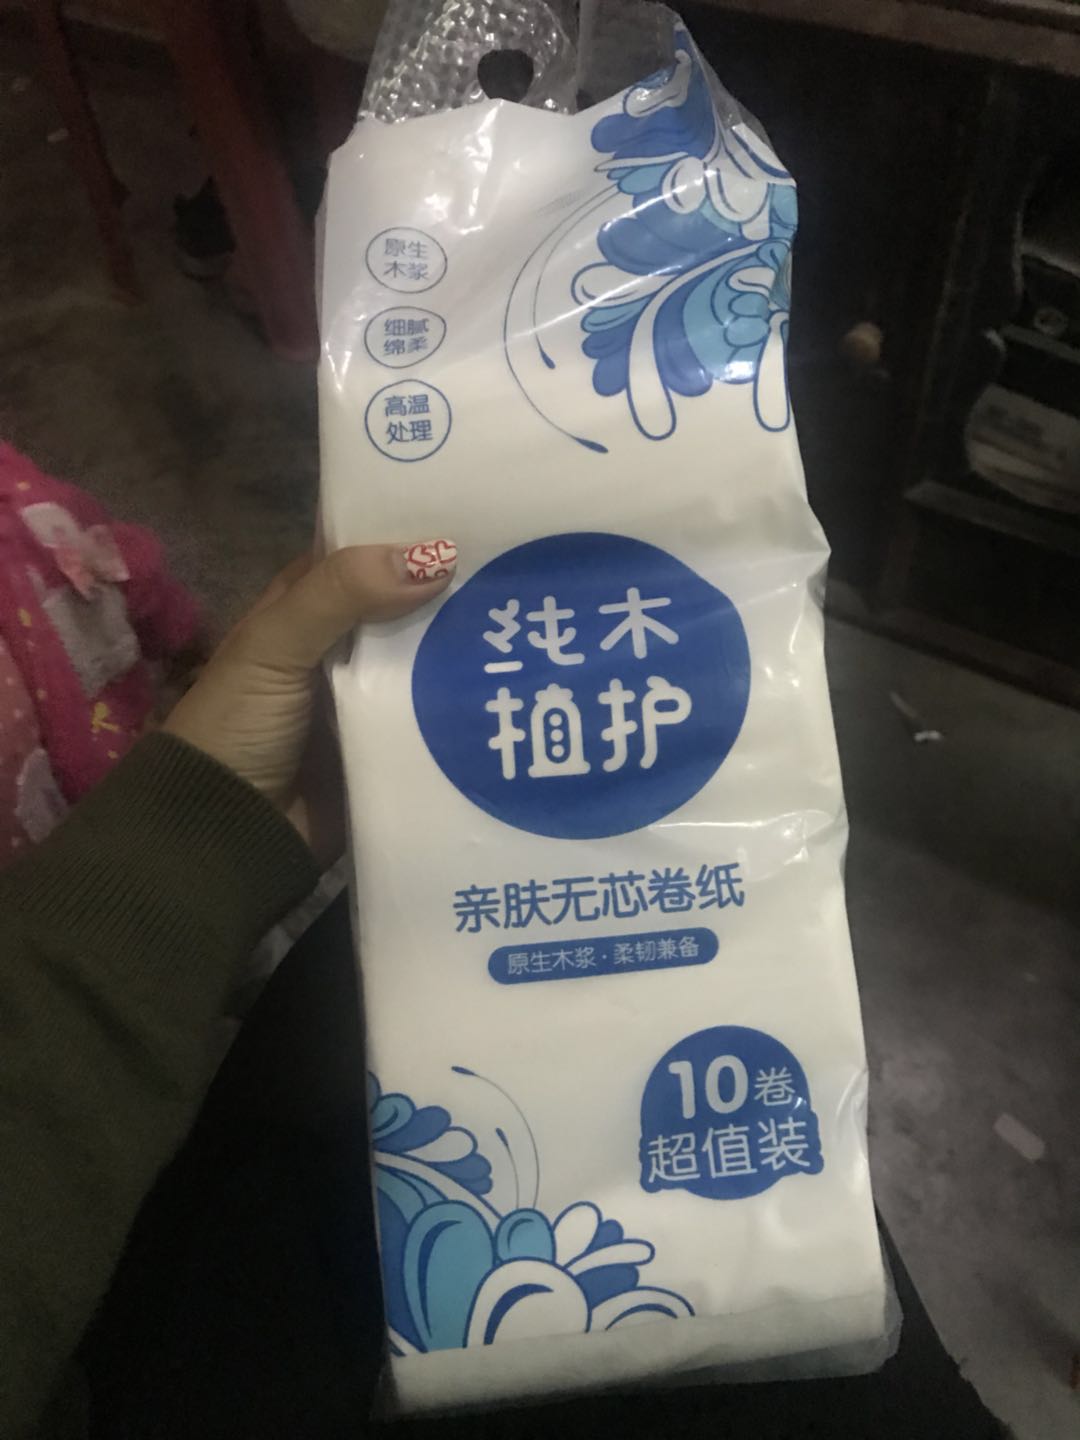 原生
木浆
细腻
绵柔
高温
处理
纯木
植护
亲肤无芯卷纸
原生木浆·柔韧兼备
10卷
超值装